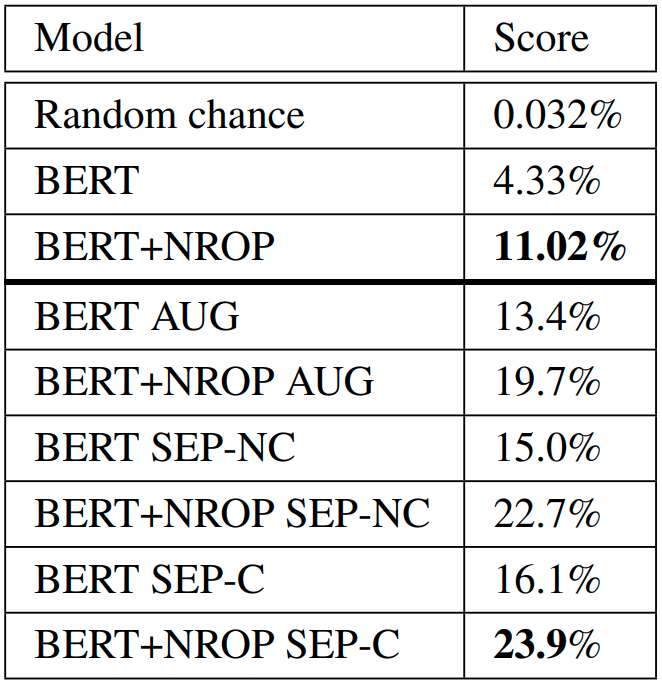 Model Score
Random chance 0.032%
BERT 4.33%
BERT+NROP 11.02%
BERT AUG 13.4%
BERT+NROP AUG 19.7%
BERT SEP-NC 15.0%
BERT+NROP SEP-NC 22.7%
BERT SEP-C 16.1%
BERT+NROP SEP-C 23.9%